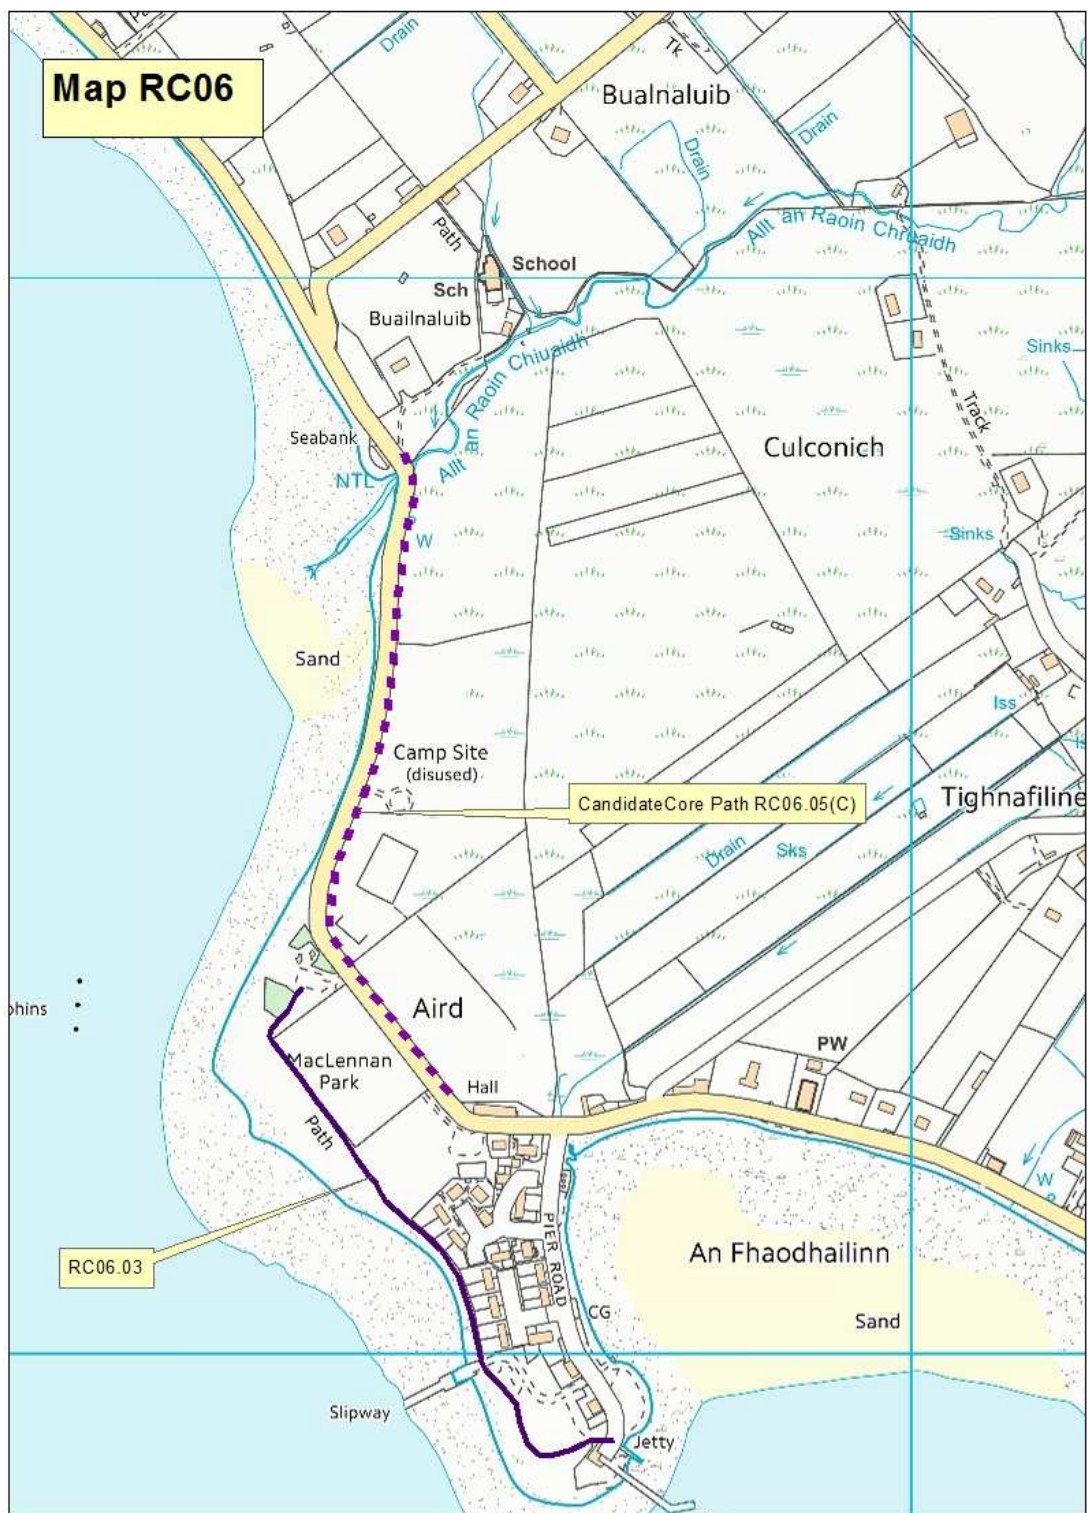 Map RC06
Pa
Drain
Tk
Bualnaluib
Drain
Drain
Path
Allt an Raoin Chruaidh
School
Sch
Buailnaluib
Allt an Raoin Chiuaidh
Sinks
Track
Seabank
Culconich
NTL
W
Sinks
Sand
Iss
Camp Site
(disused)
CandidateCore Path RC06.05(C)
Tighnafiline
Drain
Sks
phins
Aird
MacLennan
Park
Hall
PW
Path
W
PIER ROAD
RC06.03
An Fhaodhailinn
CG
Sand
Slipway
Jetty